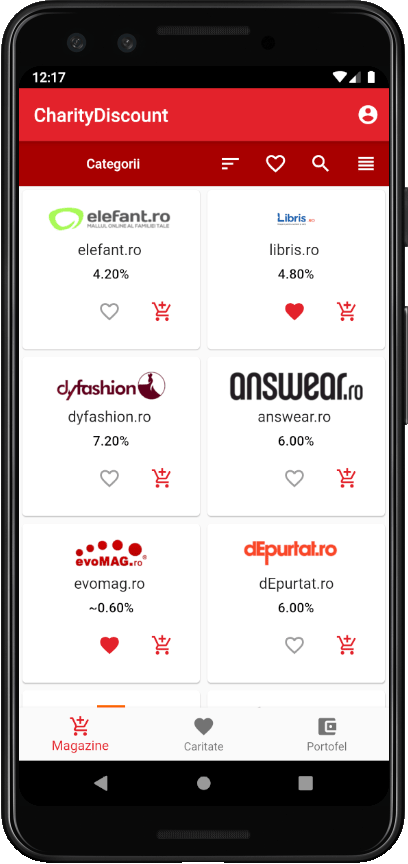 12:17
CharityDiscount
Categorii
elefant.ro
MALLUL ONLINE AL FAMILIEI TALE
elefant.ro
4.20%
Libris
libris.ro
4.80%
dyfashion
dyfashion.ro
7.20%
answear.ro
answear.ro
6.00%
evoMAG.ro
evomag.ro
~0.60%
dEpurtat.ro
dEpurtat.ro
6.00%
Magazine
Caritate
Portofel